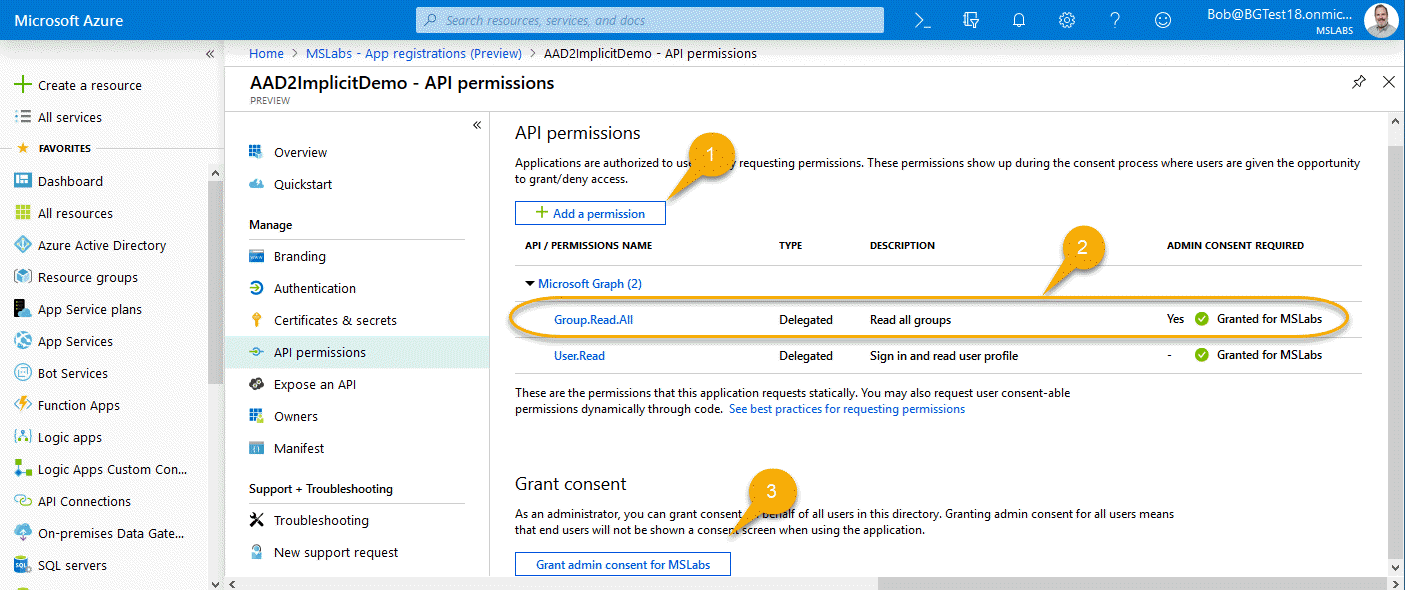 Microsoft Azure
Search resources, services, and docs
Bob@BGTest18.onmic...
MSLABS
Home > MSLabs - App registrations (Preview) > AAD2ImplicitDemo - API permissions
AAD2ImplicitDemo - API permissions
PREVIEW
Create a resource
All services
FAVORITES
Dashboard
All resources
Azure Active Directory
Resource groups
App Service plans
App Services
Bot Services
Function Apps
Logic apps
Logic Apps Custom Con...
API Connections
On-premises Data Gate...
SQL servers
Overview
Quickstart
Manage
Branding
Authentication
Certificates & secrets
API permissions
Expose an API
Owners
Manifest
Support + Troubleshooting
Troubleshooting
New support request
API permissions
1
Applications are authorized to use by requesting permissions. These permissions show up during the consent process where users are given the opportunity
to grant/deny access.
Add a permission
API / PERMISSIONS NAME TYPE DESCRIPTION ADMIN CONSENT REQUIRED
2
Microsoft Graph (2)
Group.Read.All Delegated Read all groups Yes Granted for MSLabs
User.Read Delegated Sign in and read user profile - Granted for MSLabs
These are the permissions that this application requests statically. You may also request user consent-able
permissions dynamically through code. See best practices for requesting permissions
Grant consent
3
As an administrator, you can grant consent behalf of all users in this directory. Granting admin consent for all users means
that end users will not be shown a consent screen when using the application.
Grant admin consent for MSLabs